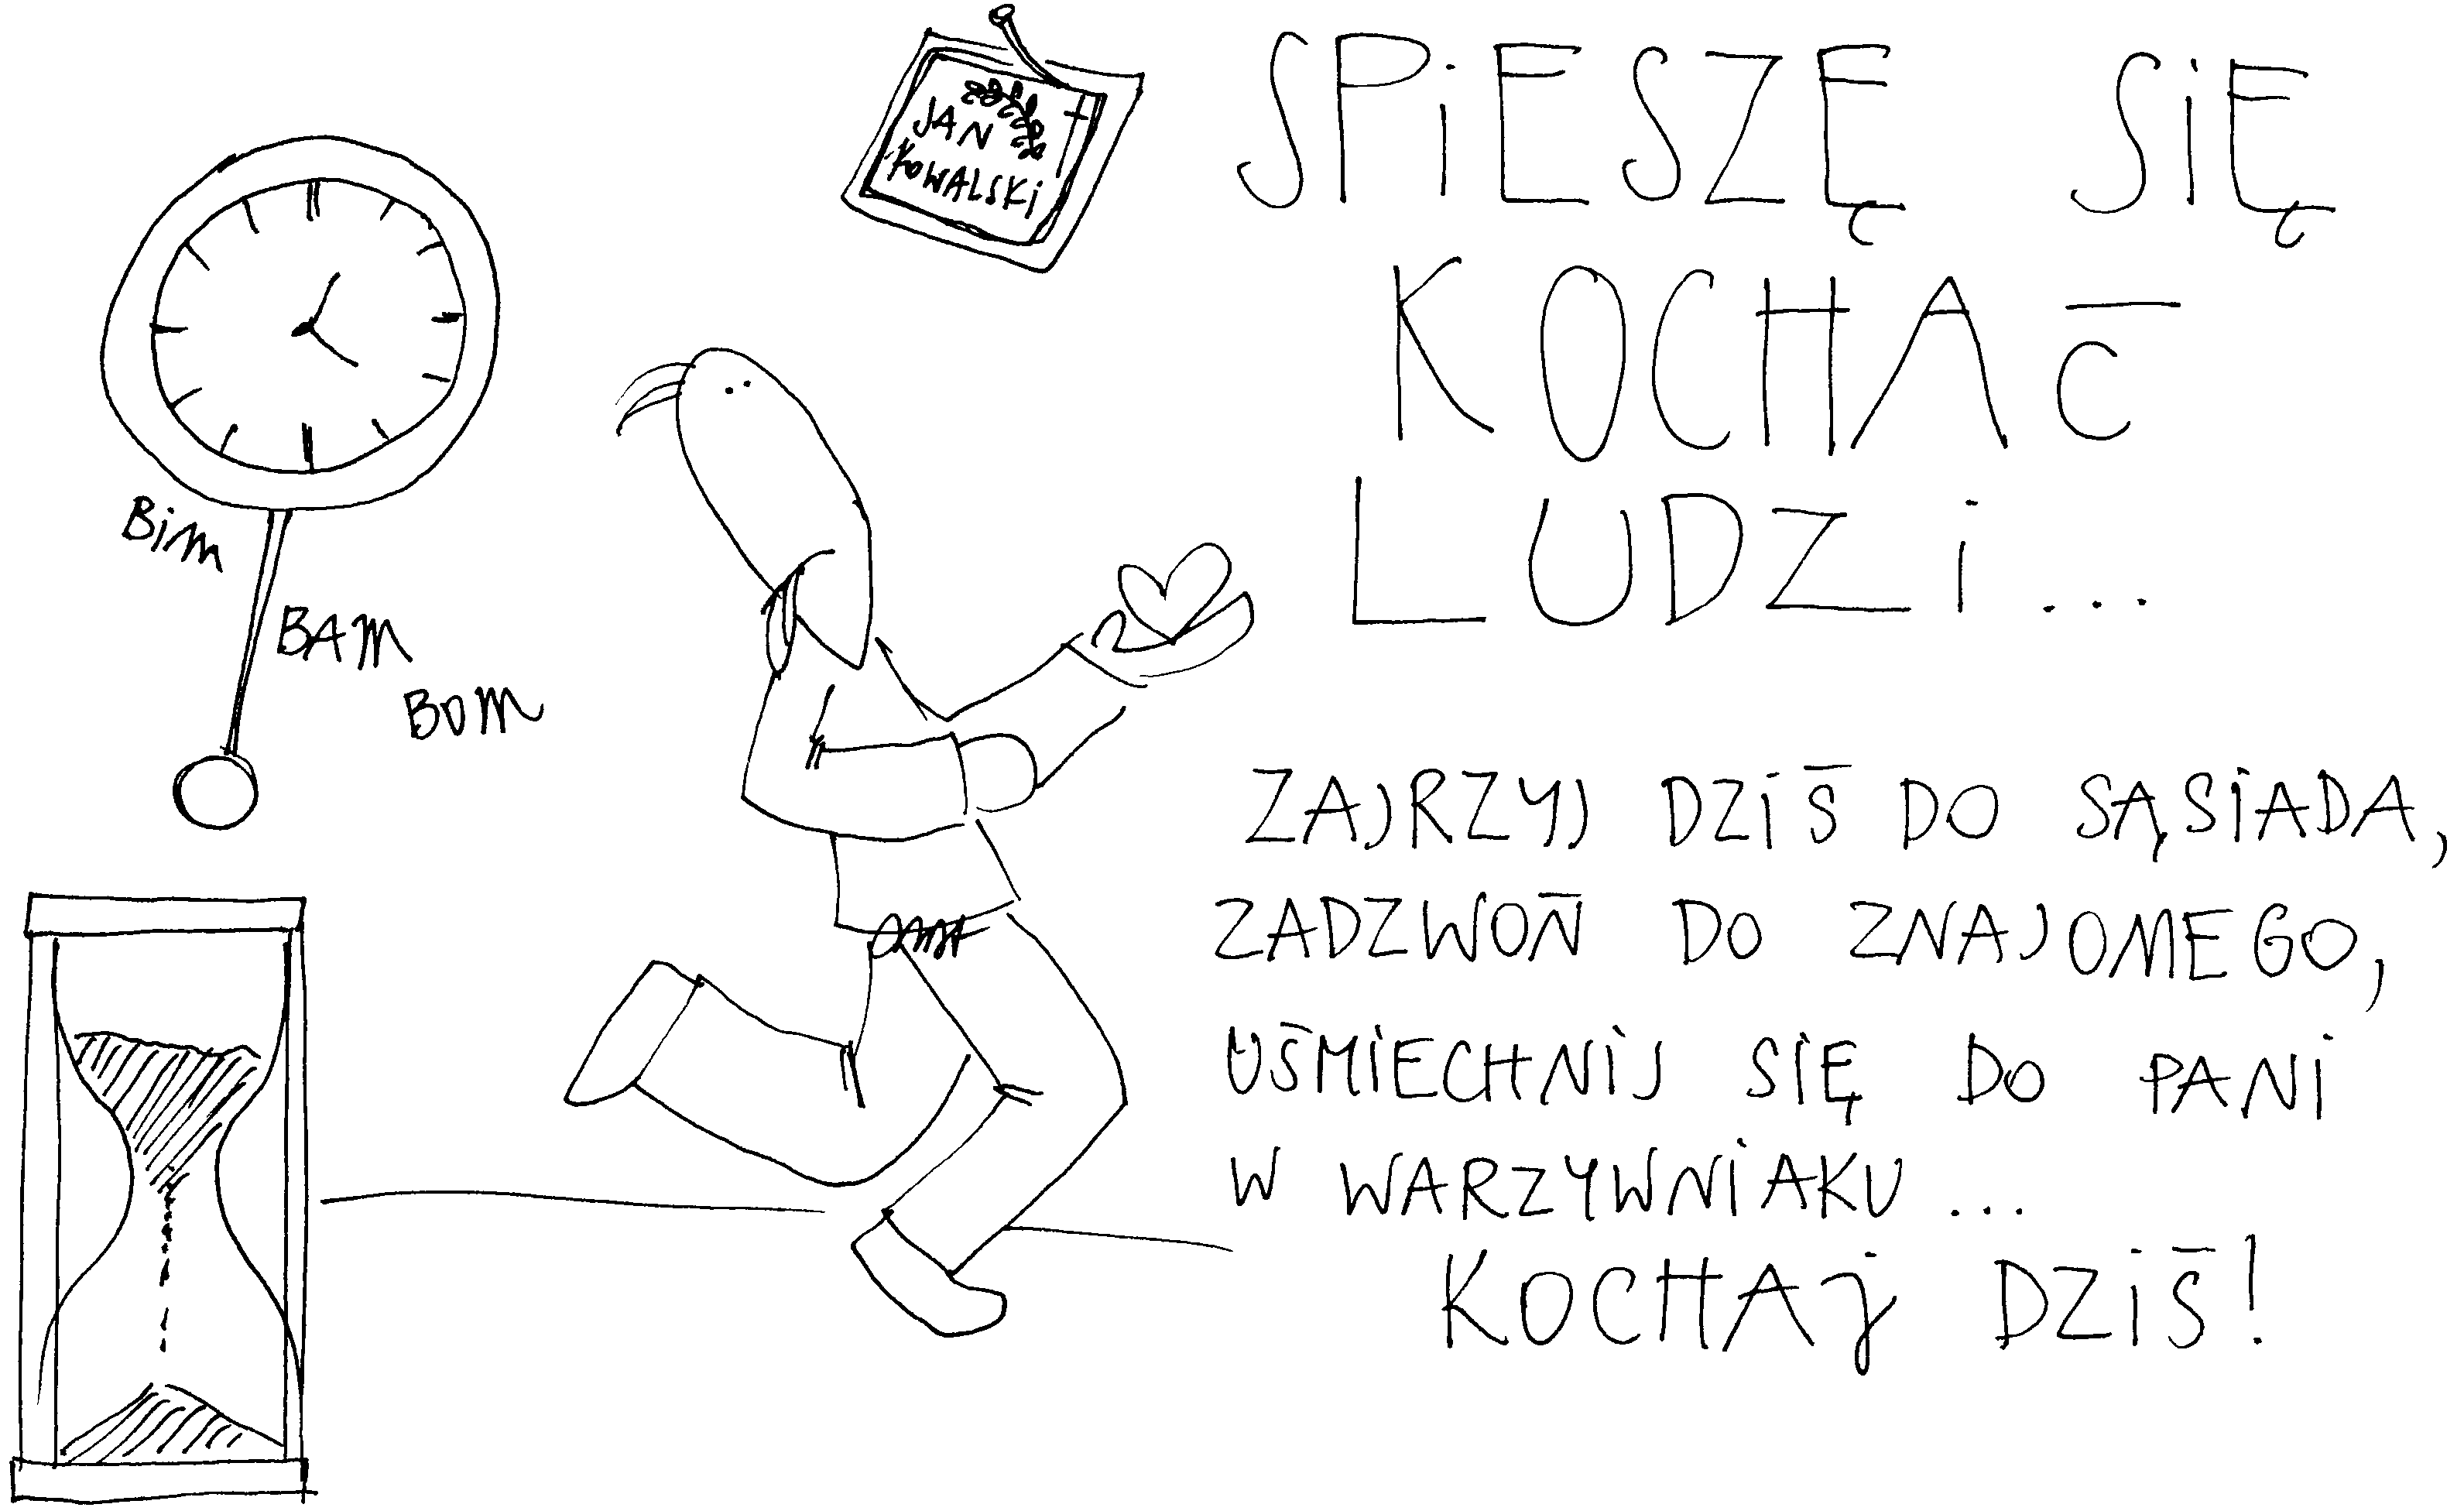 JAN
KOWALSKI
SPiESZĘ SiĘ
KOCHAĆ
LUDZi...
BiM
BAM
BOM
ZAJRZYJ DZiŚ DO SĄSiADA,
ZADZWOŃ DO ZNAJOMEGO,
UŚMiECHNiJ SiĘ DO PANi
W WARZYWNiAKU...
KOCHAj DZiŚ!